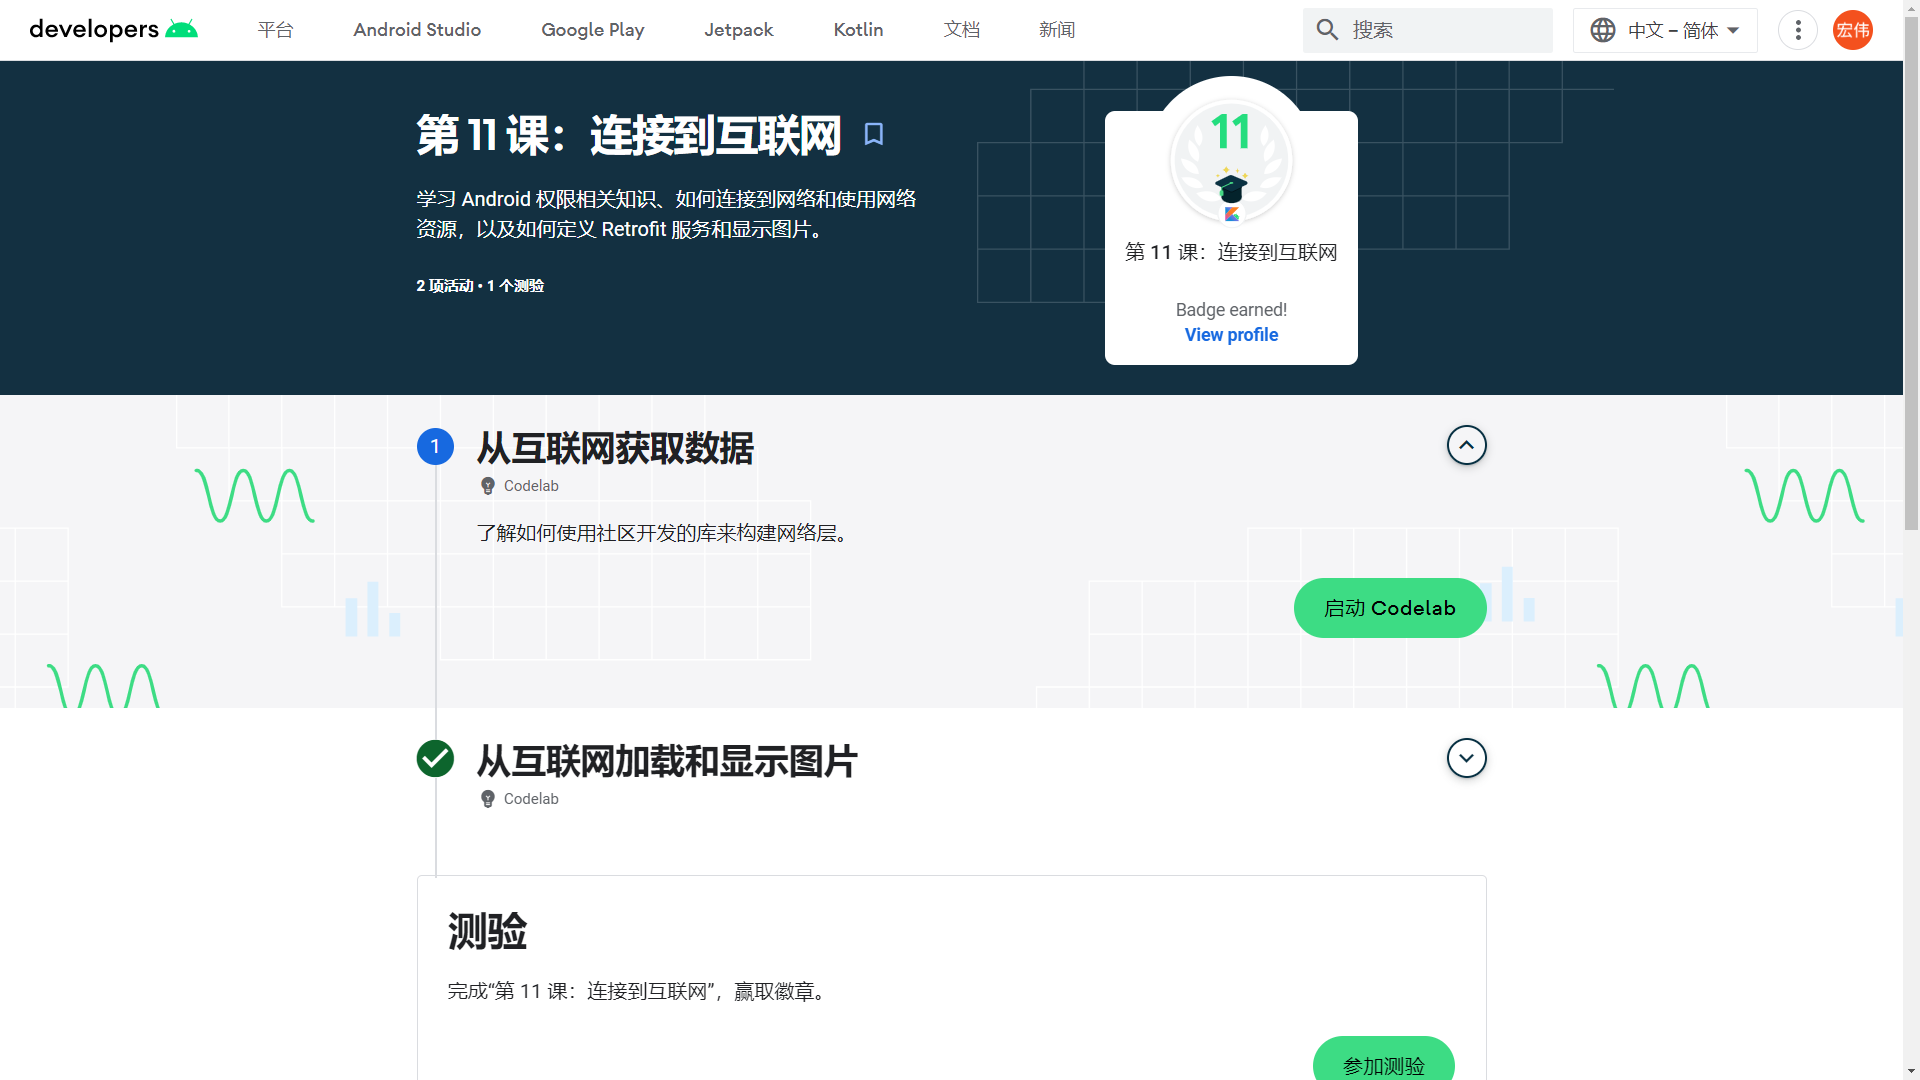 developers 平台 Android Studio Google Play Jetpack Kotlin 文档 新闻 搜索 中文 – 简体 宏伟
第 11 课：连接到互联网
学习 Android 权限相关知识、如何连接到网络和使用网络
资源，以及如何定义 Retrofit 服务和显示图片。
2 项活动 • 1 个测验
11
第 11 课：连接到互联网
Badge earned!
View profile
1 从互联网获取数据
Codelab
了解如何使用社区开发的库来构建网络层。
启动 Codelab
从互联网加载和显示图片
Codelab
测验
完成“第 11 课：连接到互联网”，赢取徽章。
参加测验